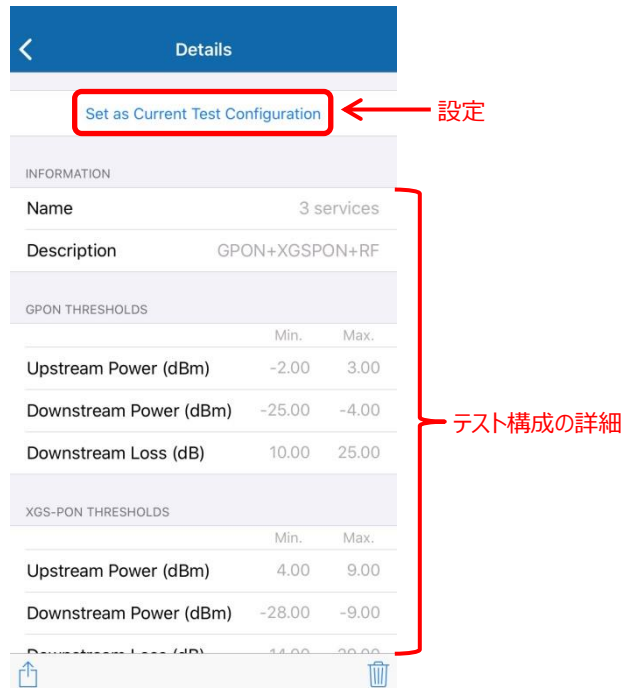 Details
Set as Current Test Configuration
設定
INFORMATION
Name 3 services
Description GPON+XGSPON+RF
GPON THRESHOLDS
Min. Max.
Upstream Power (dBm) -2.00 3.00
Downstream Power (dBm) -25.00 -4.00
テスト構成の詳細
Downstream Loss (dB) 10.00 25.00
XGS-PON THRESHOLDS
Min. Max.
Upstream Power (dBm) 4.00 9.00
Downstream Power (dBm) -28.00 -9.00
Downstream Loss (dB)